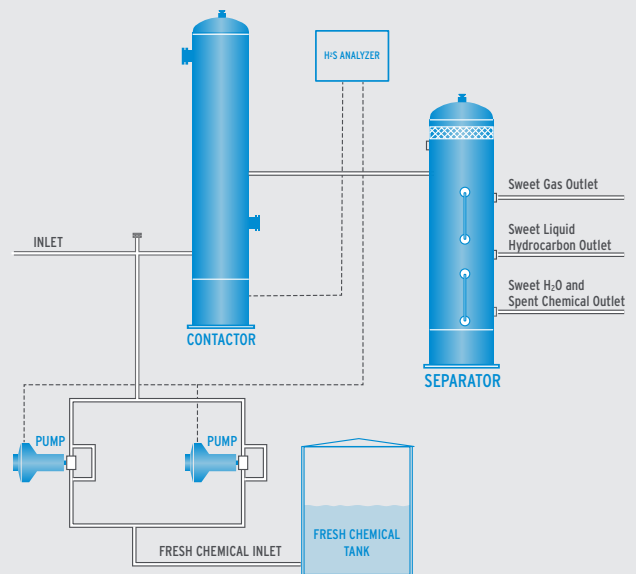 H²S ANALYZER
Sweet Gas Outlet
Sweet Liquid
Hydrocarbon Outlet
INLET
Sweet H₂O and
Spent Chemical Outlet
CONTACTOR
SEPARATOR
PUMP
PUMP
FRESH CHEMICAL
TANK
FRESH CHEMICAL INLET